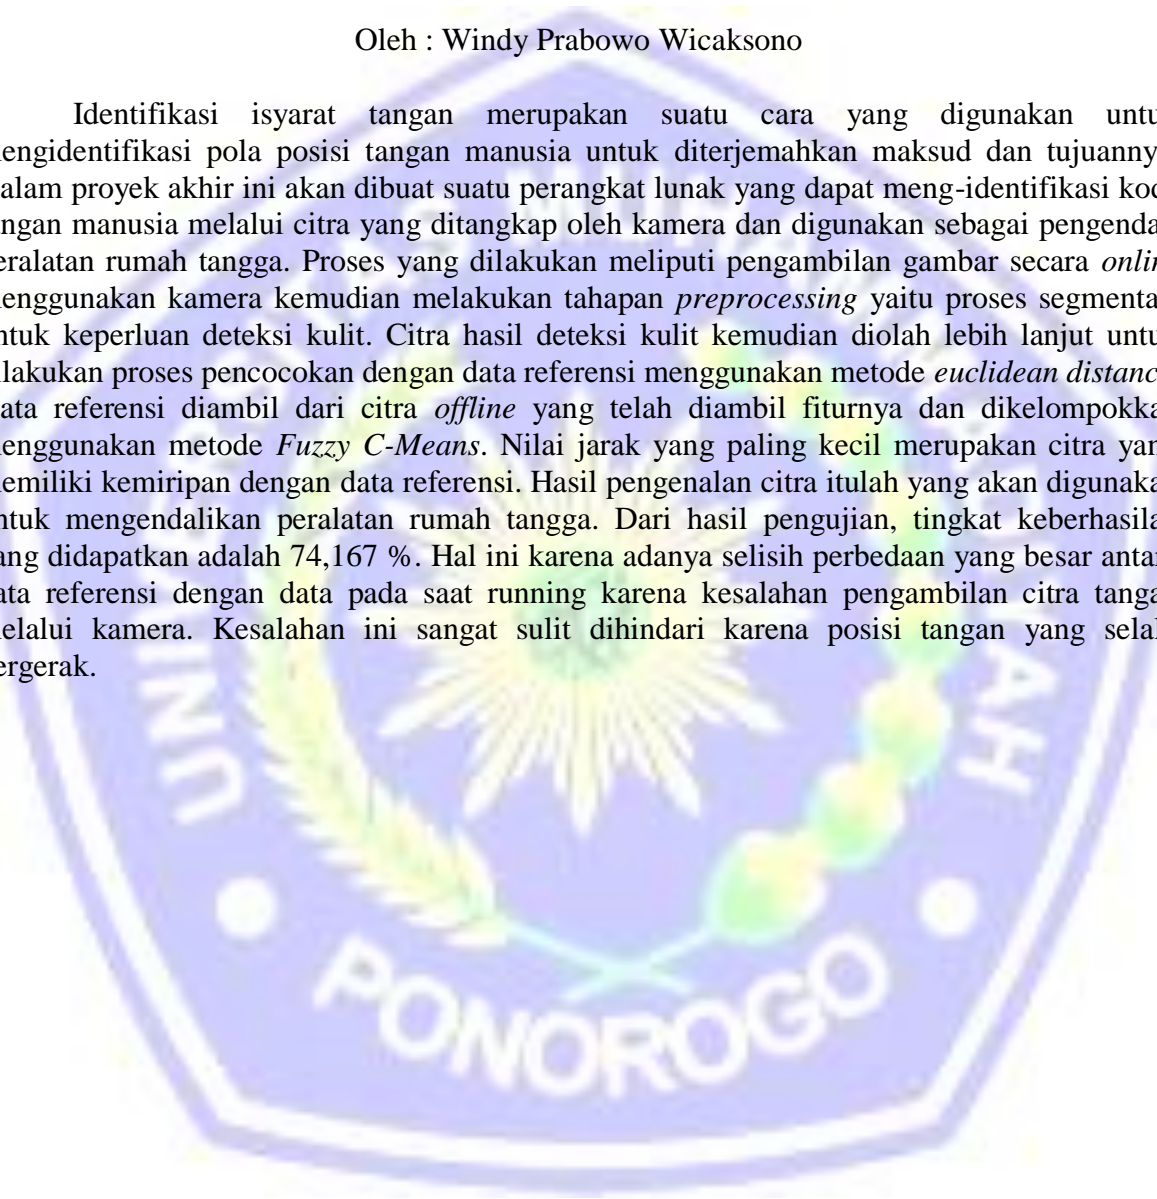 Oleh : Windy Prabowo Wicaksono
Identifikasi isyarat tangan merupakan suatu cara yang digunakan untu
engidentifikasi pola posisi tangan manusia untuk diterjemahkan maksud dan tujuanny
alam proyek akhir ini akan dibuat suatu perangkat lunak yang dapat meng-identifikasi kod
ngan manusia melalui citra yang ditangkap oleh kamera dan digunakan sebagai pengenda
eralatan rumah tangga. Proses yang dilakukan meliputi pengambilan gambar secara onlin
enggunakan kamera kemudian melakukan tahapan preprocessing yaitu proses segmenta
ntuk keperluan deteksi kulit. Citra hasil deteksi kulit kemudian diolah lebih lanjut untu
ilakukan proses pencocokan dengan data referensi menggunakan metode euclidean distanc
ata referensi diambil dari citra offline yang telah diambil fiturnya dan dikelompokka
enggunakan metode Fuzzy C-Means. Nilai jarak yang paling kecil merupakan citra yan
emiliki kemiripan dengan data referensi. Hasil pengenalan citra itulah yang akan digunaka
ntuk mengendalikan peralatan rumah tangga. Dari hasil pengujian, tingkat keberhasila
ang didapatkan adalah 74,167 %. Hal ini karena adanya selisih perbedaan yang besar antar
ata referensi dengan data pada saat running karena kesalahan pengambilan citra tanga
elalui kamera. Kesalahan ini sangat sulit dihindari karena posisi tangan yang selal
ergerak.
PONOROGO